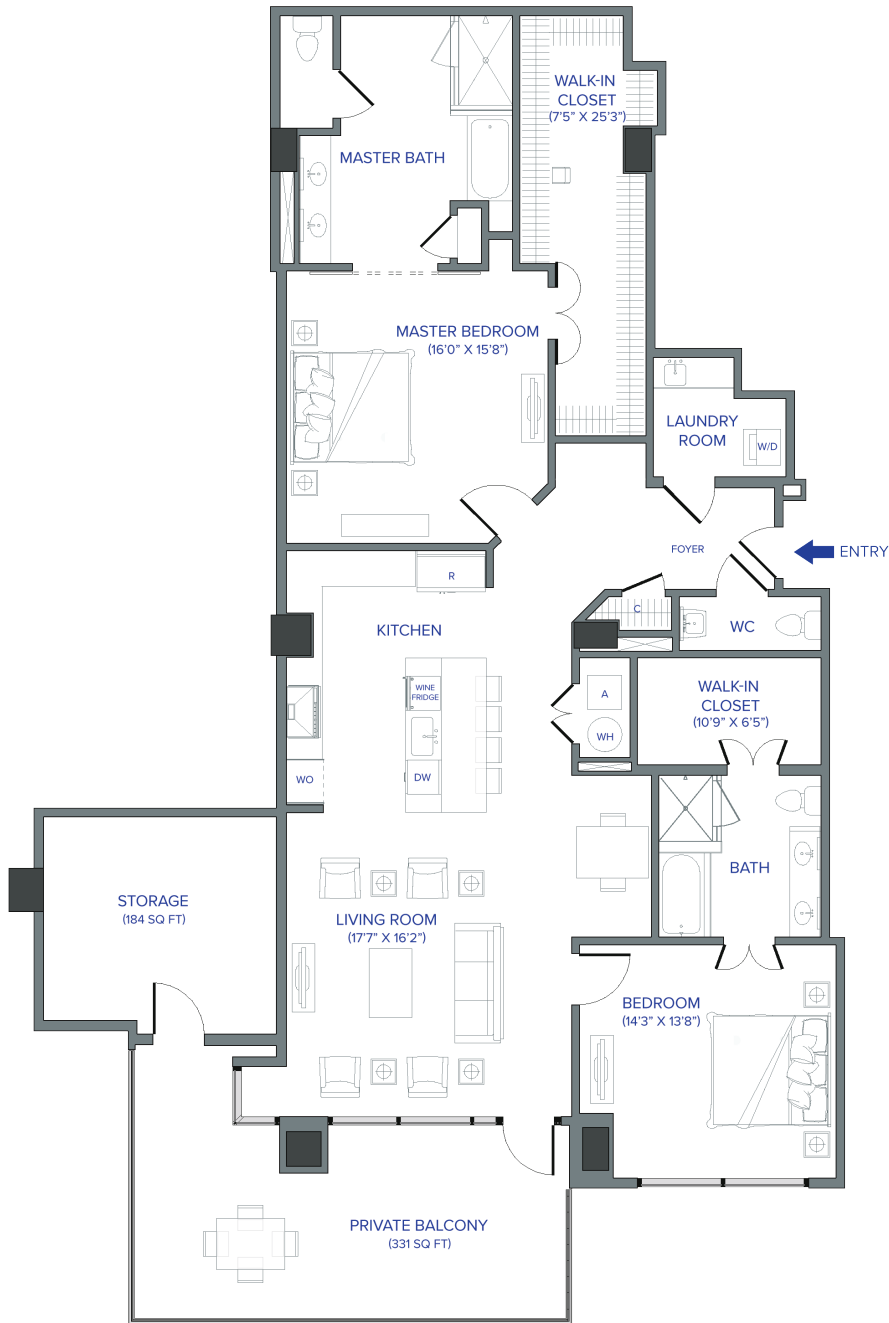 WALK-IN
CLOSET
(7'5" X 25'3")
MASTER BATH
MASTER BEDROOM
(16'0" X 15'8")
LAUNDRY
ROOM
W/D
FOYER
ENTRY
R
C
KITCHEN
WC
WINE
FRIDGE
A
WALK-IN
CLOSET
(10'9" X 6'5")
WH
WO
DW
BATH
STORAGE
(184 SQ FT)
LIVING ROOM
(17'7" X 16'2")
BEDROOM
(14'3" X 13'8")
PRIVATE BALCONY
(331 SQ FT)